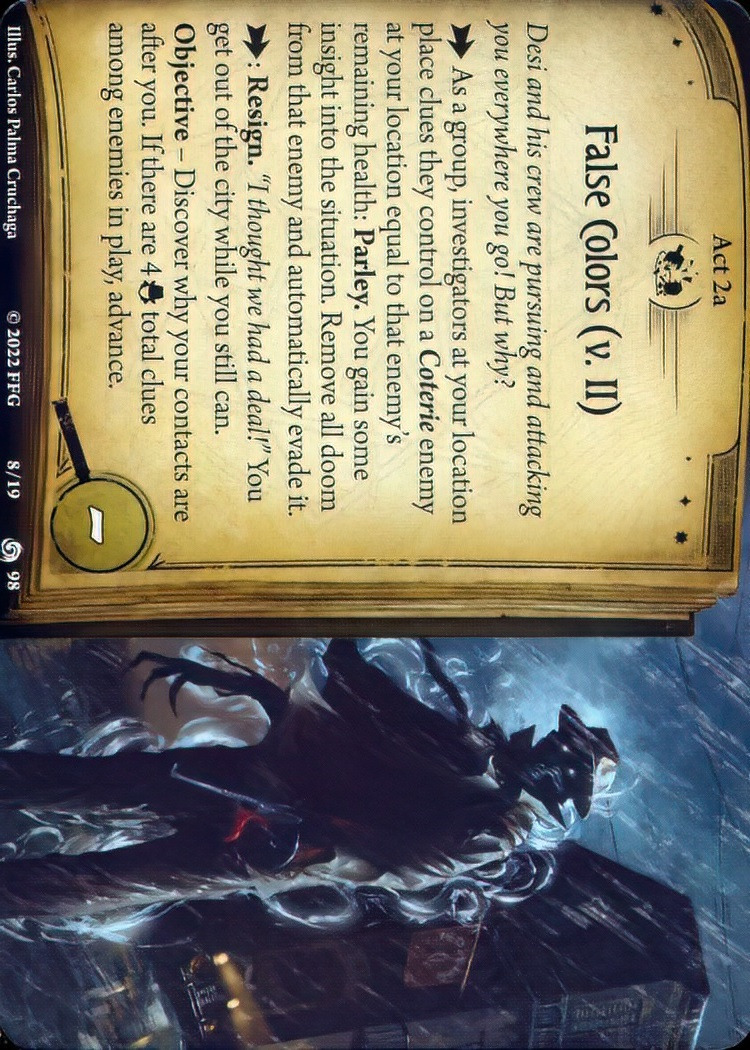 Act 2a
False Colors (v. II)
Desi and his crew are pursuing and attacking
you everywhere you go! But why?
As a group, investigators at your location
place clues they control on a Coterie enemy
at your location equal to that enemy's
remaining health: Parley. You gain some
insight into the situation. Remove all doom
from that enemy and automatically evade it.
: Resign. “I thought we had a deal!” You
get out of the city while you still can.
Objective – Discover why your contacts are
after you. If there are 4 total clues
among enemies in play, advance.
–
Illus. Carlos Palma Cruchaga © 2022 FFG 8/19 98